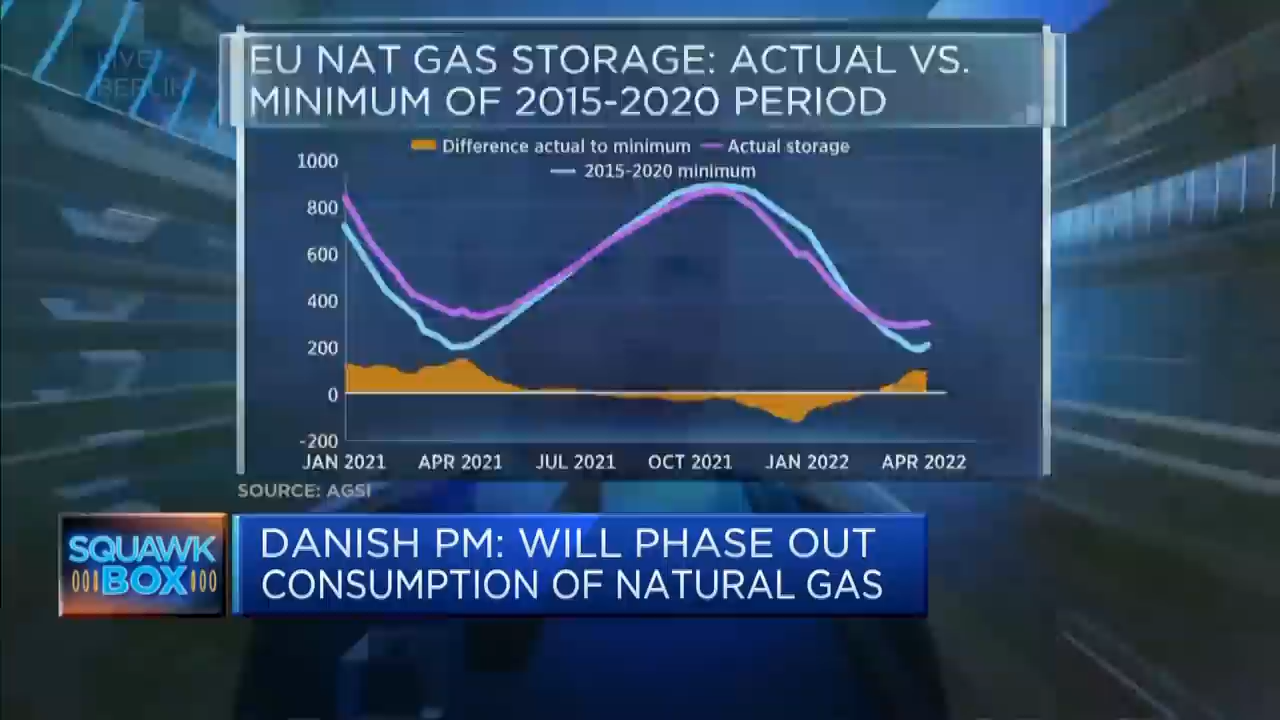 LIVE
BERLIN
EU NAT GAS STORAGE: ACTUAL VS.
MINIMUM OF 2015-2020 PERIOD
Difference actual to minimum
Actual storage
2015-2020 minimum
1000
800
600
400
200
0
-200
JAN 2021
APR 2021
JUL 2021
OCT 2021
JAN 2022
APR 2022
SOURCE: AGSI
SQUAWK
BOX
DANISH PM: WILL PHASE OUT
CONSUMPTION OF NATURAL GAS